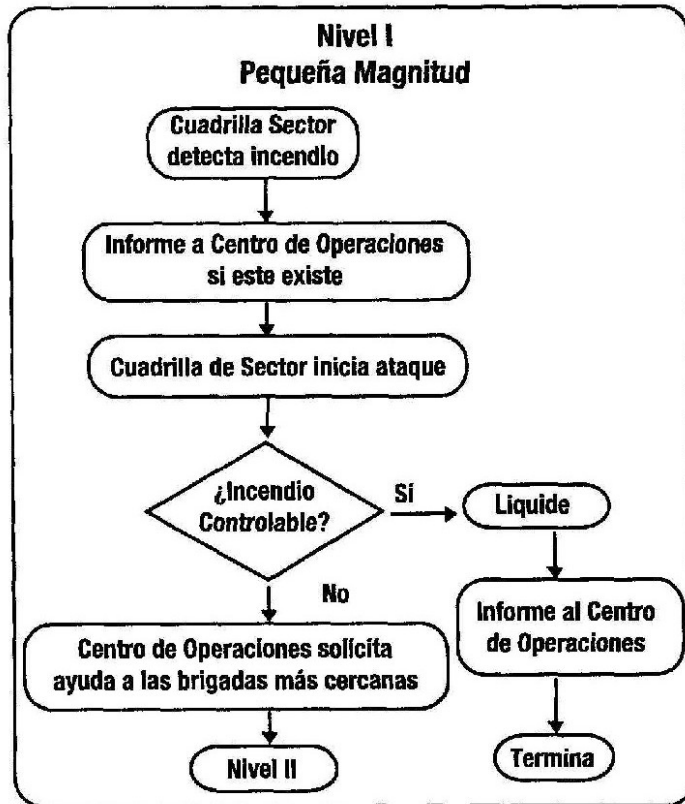 Nivel I
Pequeña Magnitud
Cuadrilla Sector
detecta incendio
Informe a Centro de Operaciones
si este existe
Cuadrilla de Sector inicia ataque
¿Incendio
Controlable?
Sí
Liquide
No
Informe al Centro
de Operaciones
Centro de Operaciones solícita
ayuda a las brigadas más cercanas
Nivel II
Termina